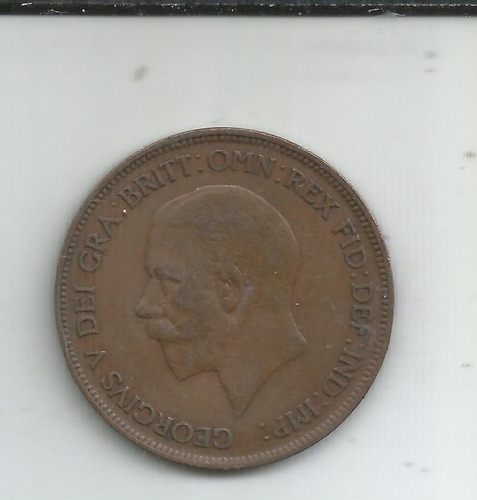 GEORGIVS V DEI GRA: BRITT: OMN: REX FID: DEF: IND: IMP: